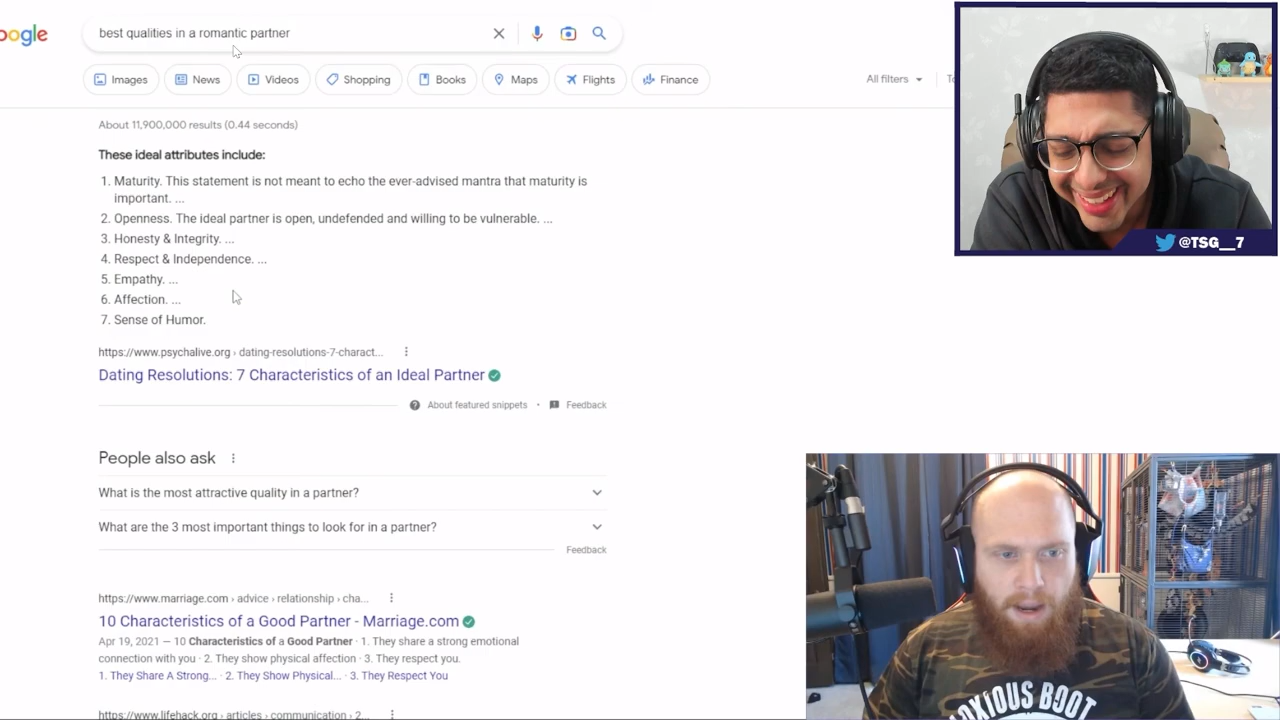 oogle
best qualities in a romantic partner
Images News Videos Shopping Books Maps Flights Finance All filters
About 11,900,000 results (0.44 seconds)
These ideal attributes include:
1. Maturity. This statement is not meant to echo the ever-advised mantra that maturity is
important. ...
2. Openness. The ideal partner is open, undefended and willing to be vulnerable. ...
3. Honesty & Integrity. ...
4. Respect & Independence. ...
5. Empathy. ...
6. Affection. ...
7. Sense of Humor.
https://www.psychalive.org › dating-resolutions-7-charact...
Dating Resolutions: 7 Characteristics of an Ideal Partner
About featured snippets · Feedback
People also ask
What is the most attractive quality in a partner?
What are the 3 most important things to look for in a partner?
Feedback
https://www.marriage.com › advice › relationship › cha...
10 Characteristics of a Good Partner - Marriage.com
Apr 19, 2021 — 10 Characteristics of a Good Partner · 1. They share a strong emotional
connection with you · 2. They show physical affection · 3. They respect you.
1. They Share A Strong... · 2. They Show Physical... · 3. They Respect You
https://www.lifehack.org › articles › communication › 2...
@TSG__7
OXIOUS BOOT